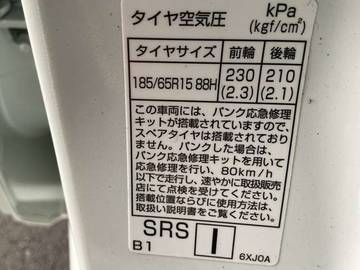 タイヤ空気圧 kPa (kgf/cm²)
タイヤサイズ 前輪 後輪
185/65R15 88H 230 (2.3) 210 (2.1)
この車両には、パンク応急修理
キットが搭載されていますので、
スペアタイヤは搭載されており
ません。パンクした場合は、
パンク応急修理キットを用いて
応急修理を行い、80km/h
以下で走行し、速やかに取扱販売
店にて点検を受けてください。
搭載位置ならびに使用方法は、
取扱い説明書をご覧ください。
SRS I
B1 6XJ0A